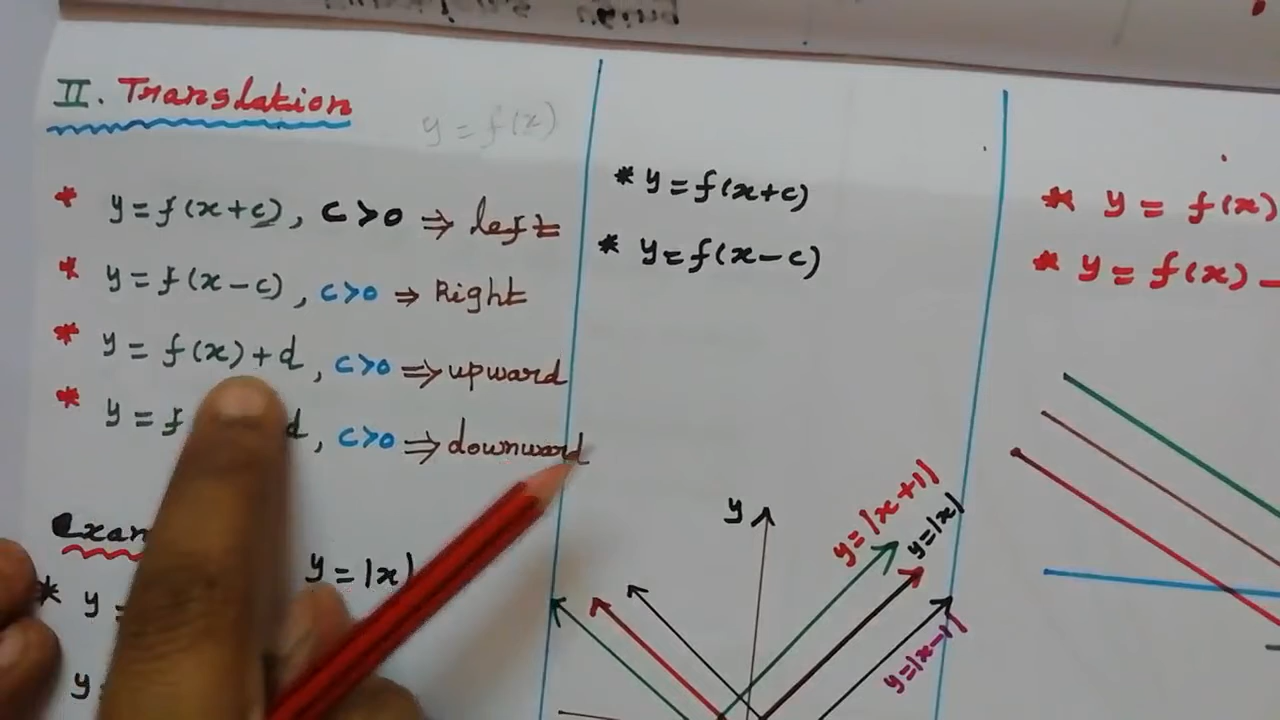 II. Translation
y = f(x)
* y = f(x+c), c>0 ⇒ left
* y = f(x-c), c>0 ⇒ Right
* y = f(x)+d, c>0 ⇒ upward
* y = f d, c>0 ⇒ downward
y = |x|
* y =
y
* y = f(x+c)
* y = f(x-c)
y
y=|x+1|
y=|x|
y=|x-1|
* y = f(x)
* y = f(x) -